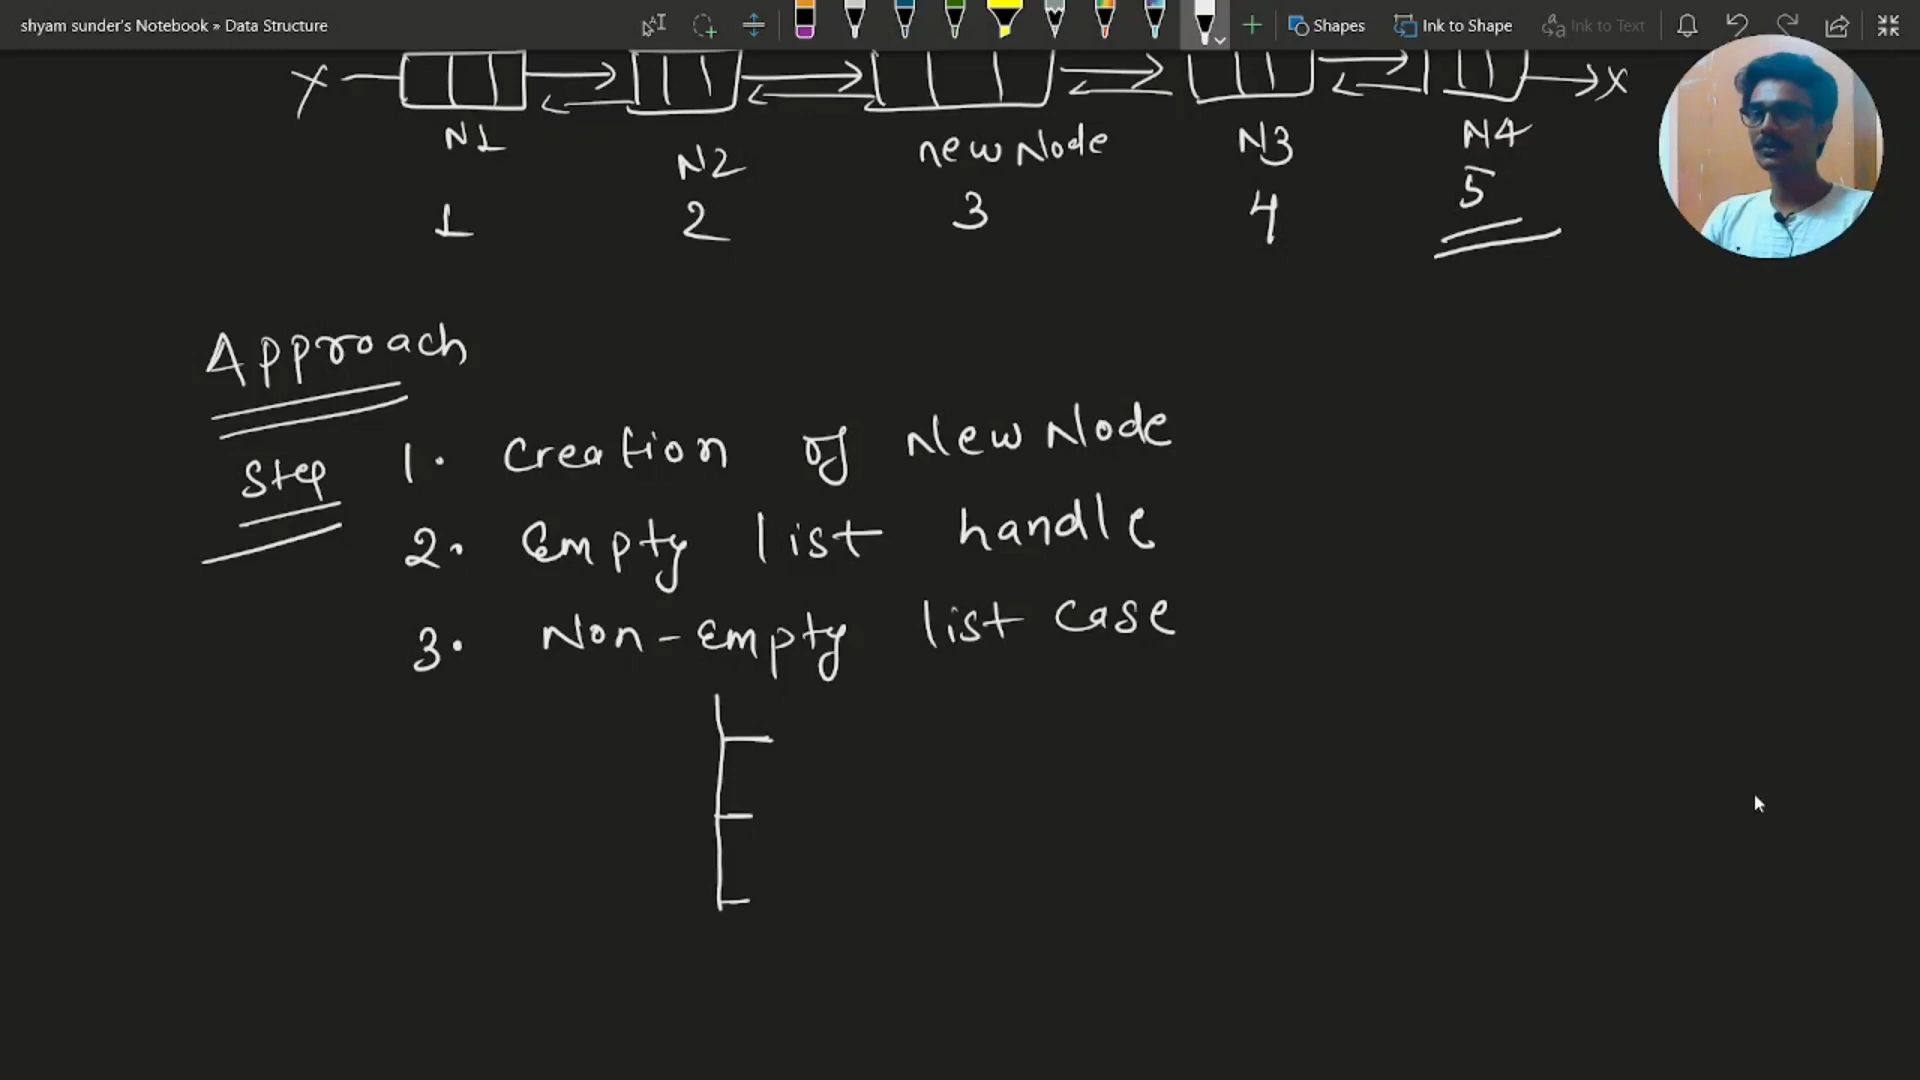 shyam sunder's Notebook » Data Structure
Shapes Ink to Shape Ink to Text
X X
N1 N2 new Node N3 N4
1 2 3 4 5
Approach
Step 1. Creation of New Node
2. Empty list handle
3. Non-Empty list case